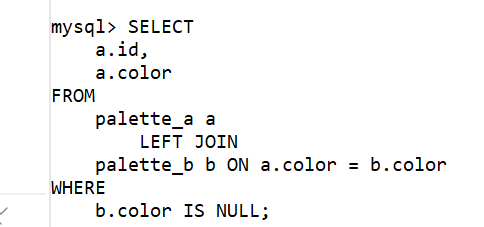 mysql> SELECT
    a.id,
    a.color
FROM
    palette_a a
        LEFT JOIN
    palette_b b ON a.color = b.color
WHERE
    b.color IS NULL;